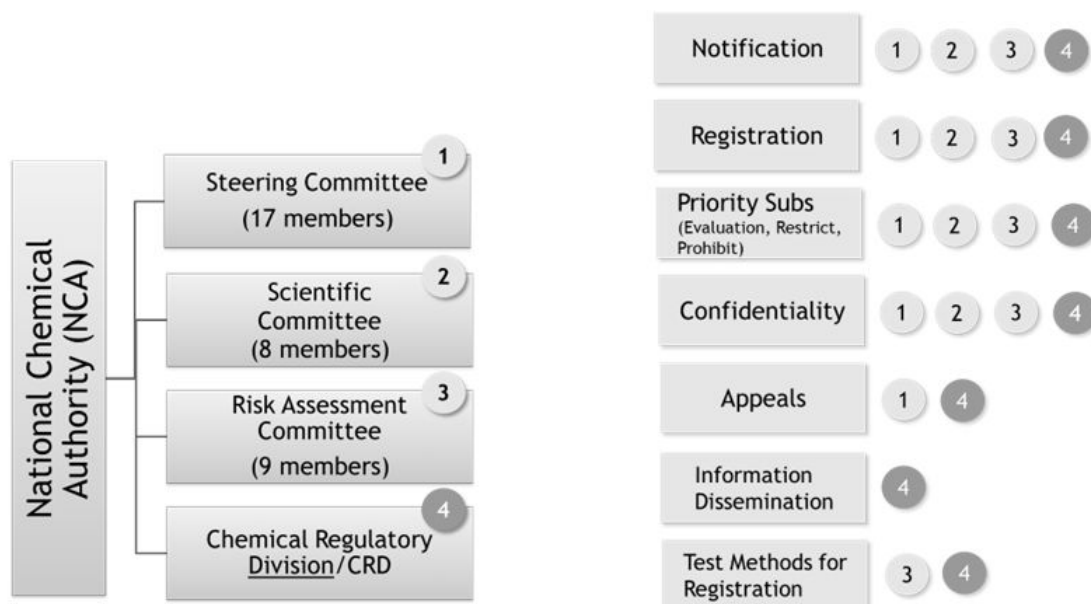 National Chemical
Authority (NCA)
1
Steering Committee
(17 members)
2
Scientific
Committee
(8 members)
3
Risk Assessment
Committee
(9 members)
4
Chemical Regulatory
Division/CRD
Notification 1 2 3 4
Registration 1 2 3 4
Priority Subs
(Evaluation, Restrict,
Prohibit)
1 2 3 4
Confidentiality 1 2 3 4
Appeals 1 4
Information
Dissemination
4
Test Methods for
Registration
3 4